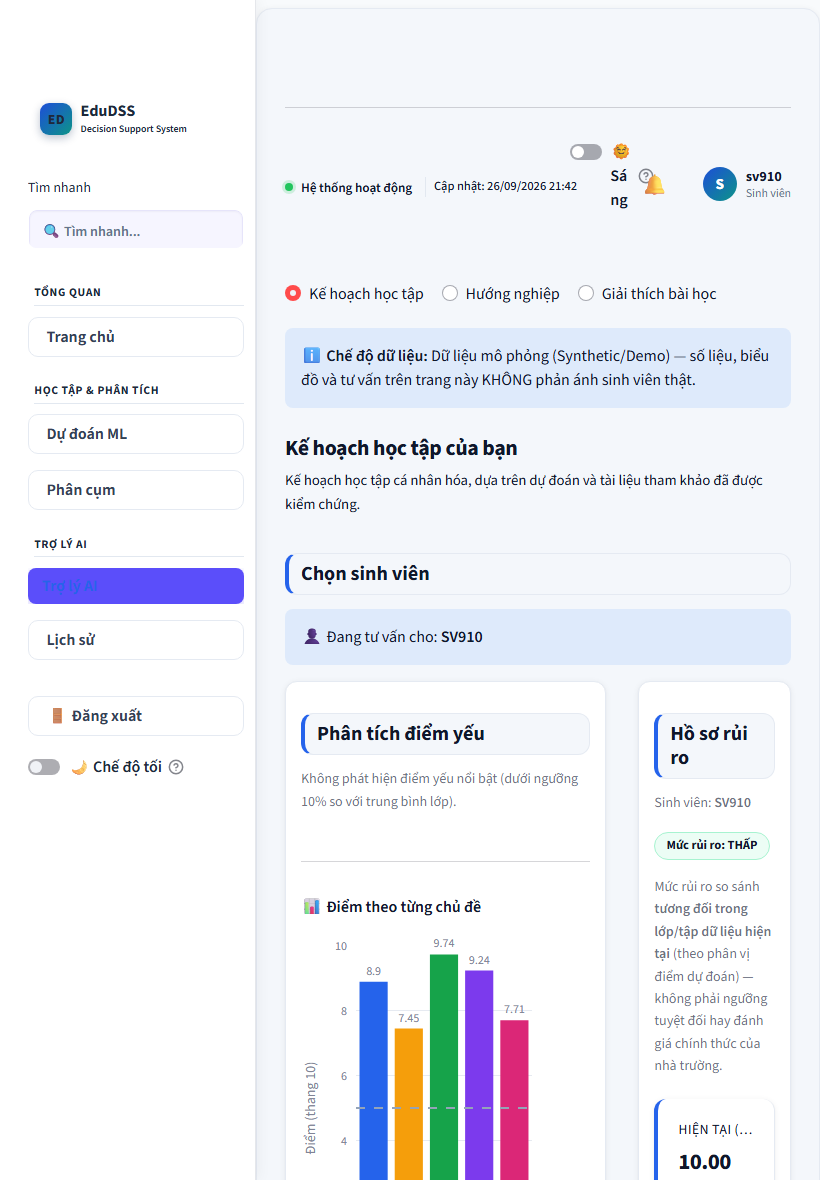 ED
EduDSS
Decision Support System
Tìm nhanh
Tìm nhanh...
TỔNG QUAN
Trang chủ
HỌC TẬP & PHÂN TÍCH
Dự đoán ML
Phân cụm
TRỢ LÝ AI
Trợ lý AI
Lịch sử
Đăng xuất
Chế độ tối
Hệ thống hoạt động
Cập nhật: 26/09/2026 21:42
Sá
ng
S
sv910
Sinh viên
Kế hoạch học tập
Hướng nghiệp
Giải thích bài học
Chế độ dữ liệu: Dữ liệu mô phỏng (Synthetic/Demo) — số liệu, biểu
đồ và tư vấn trên trang này KHÔNG phản ánh sinh viên thật.
Kế hoạch học tập của bạn
Kế hoạch học tập cá nhân hóa, dựa trên dự đoán và tài liệu tham khảo đã được
kiểm chứng.
Chọn sinh viên
Đang tư vấn cho: SV910
Phân tích điểm yếu
Không phát hiện điểm yếu nổi bật (dưới ngưỡng
10% so với trung bình lớp).
Điểm theo từng chủ đề
Điểm (thang 10)
10
8
6
4
8.9
7.45
9.74
9.24
7.71
Hồ sơ rủi
ro
Sinh viên: SV910
Mức rủi ro: THẤP
Mức rủi ro so sánh
tương đối trong
lớp/tập dữ liệu hiện
tại (theo phân vị
điểm dự đoán) —
không phải ngưỡng
tuyệt đối hay đánh
giá chính thức của
nhà trường.
HIỆN TẠI (...
10.00